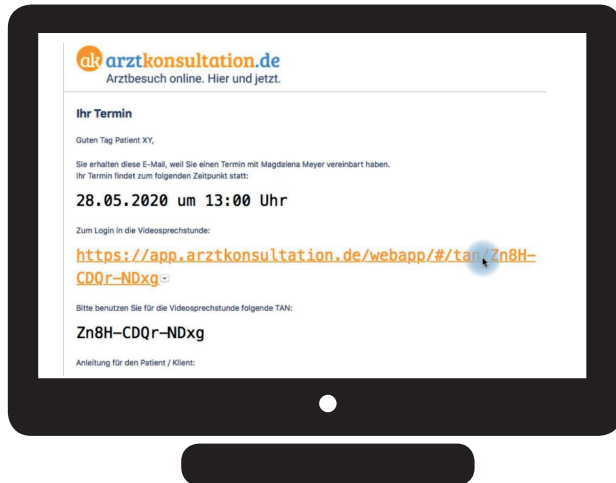 ak arztkonsultation.de
Arztbesuch online. Hier und jetzt.
Ihr Termin
Guten Tag Patient XY,
Sie erhalten diese E-Mail, weil Sie einen Termin mit Magdalena Meyer vereinbart haben.
Ihr Termin findet zum folgenden Zeitpunkt statt:
28.05.2020 um 13:00 Uhr
Zum Login in die Videosprechstunde:
https://app.arztkonsultation.de/webapp/#/tan/Zn8H-
CDQr-NDxg
Bitte benutzen Sie für die Videosprechstunde folgende TAN:
Zn8H-CDQr-NDxg
Anleitung für den Patient / Klient: